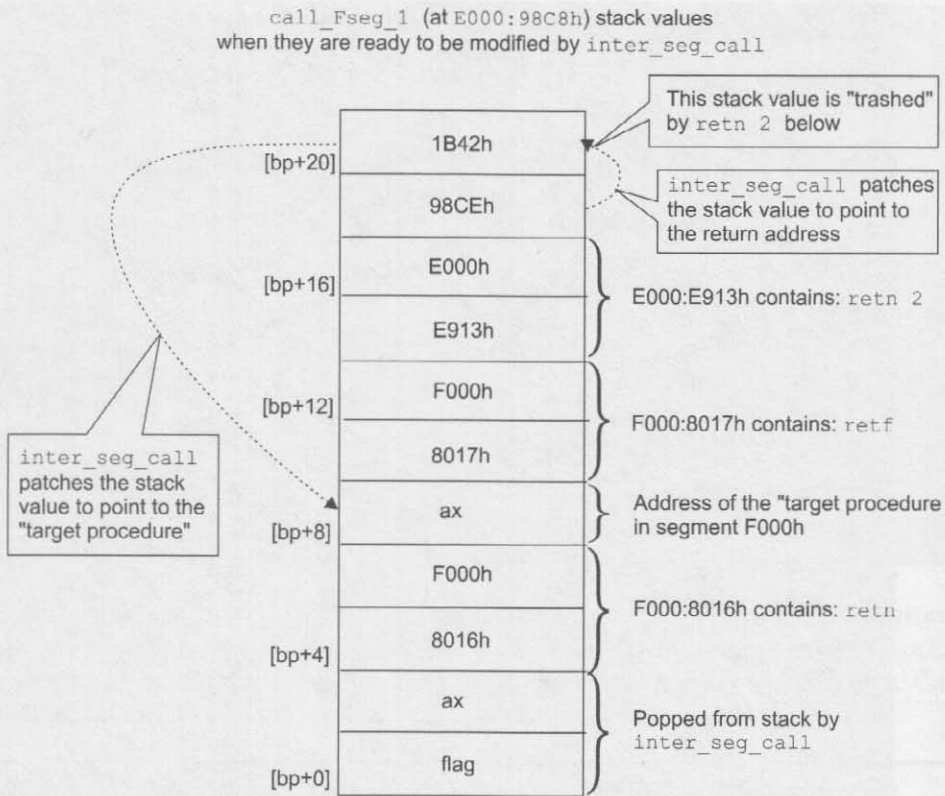 call_Fseg_1 (at E000:98C8h) stack values
when they are ready to be modified by inter_seg_call
This stack value is "trashed"
by retn 2 below
1B42h
[bp+20]
inter_seg_call patches
the stack value to point to
the return address
98CEh
E000h
[bp+16]
E000:E913h contains: retn 2
E913h
F000h
[bp+12]
F000:8017h contains: retf
8017h
inter_seg_call
patches the stack
value to point to the
"target procedure"
ax
[bp+8]
Address of the "target procedure
in segment F000h
F000h
F000:8016h contains: retn
8016h
[bp+4]
ax
Popped from stack by
inter_seg_call
flag
[bp+0]